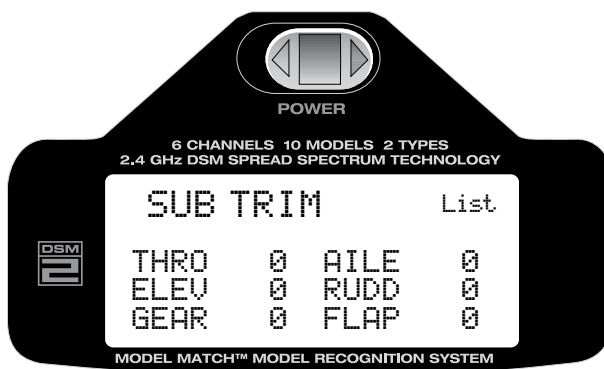 POWER
6 CHANNELS 10 MODELS 2 TYPES
2.4 GHz DSM SPREAD SPECTRUM TECHNOLOGY
SUB TRIM List
THRO 0 AILE 0
ELEV 0 RUDD 0
GEAR 0 FLAP 0
DSM
2
MODEL MATCH™ MODEL RECOGNITION SYSTEM